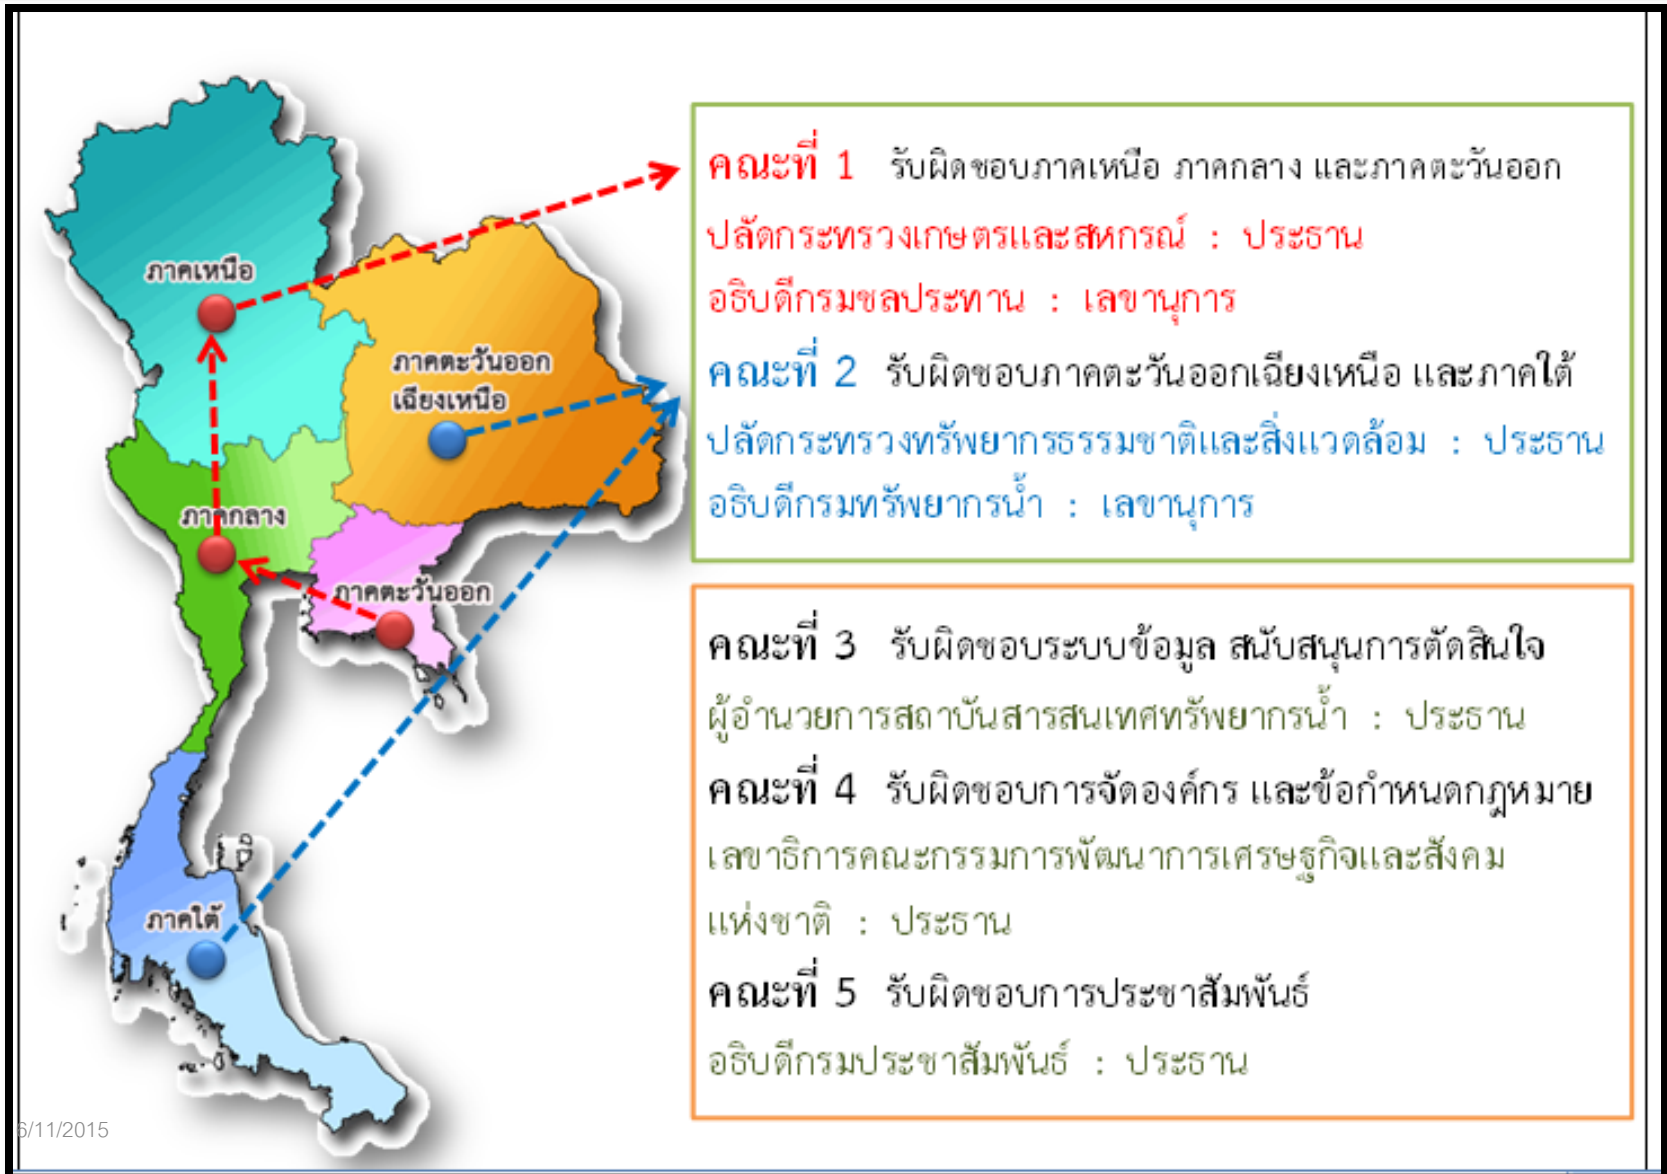 ภาคเหนือ
ภาคตะวันออก
เฉียงเหนือ
ภาคกลาง
ภาคตะวันออก
ภาคใต้
คณะที่ 1 รับผิดชอบภาคเหนือ ภาคกลาง และภาคตะวันออก
ปลัดกระทรวงเกษตรและสหกรณ์ : ประธาน
อธิบดีกรมชลประทาน : เลขานุการ
คณะที่ 2 รับผิดชอบภาคตะวันออกเฉียงเหนือ และภาคใต้
ปลัดกระทรวงทรัพยากรธรรมชาติและสิ่งแวดล้อม : ประธาน
อธิบดีกรมทรัพยากรน้ำ : เลขานุการ
คณะที่ 3 รับผิดชอบระบบข้อมูล สนับสนุนการตัดสินใจ
ผู้อำนวยการสถาบันสารสนเทศทรัพยากรน้ำ : ประธาน
คณะที่ 4 รับผิดชอบการจัดองค์กร และข้อกำหนดกฎหมาย
เลขาธิการคณะกรรมการพัฒนาการเศรษฐกิจและสังคม
แห่งชาติ : ประธาน
คณะที่ 5 รับผิดชอบการประชาสัมพันธ์
อธิบดีกรมประชาสัมพันธ์ : ประธาน
6/11/2015